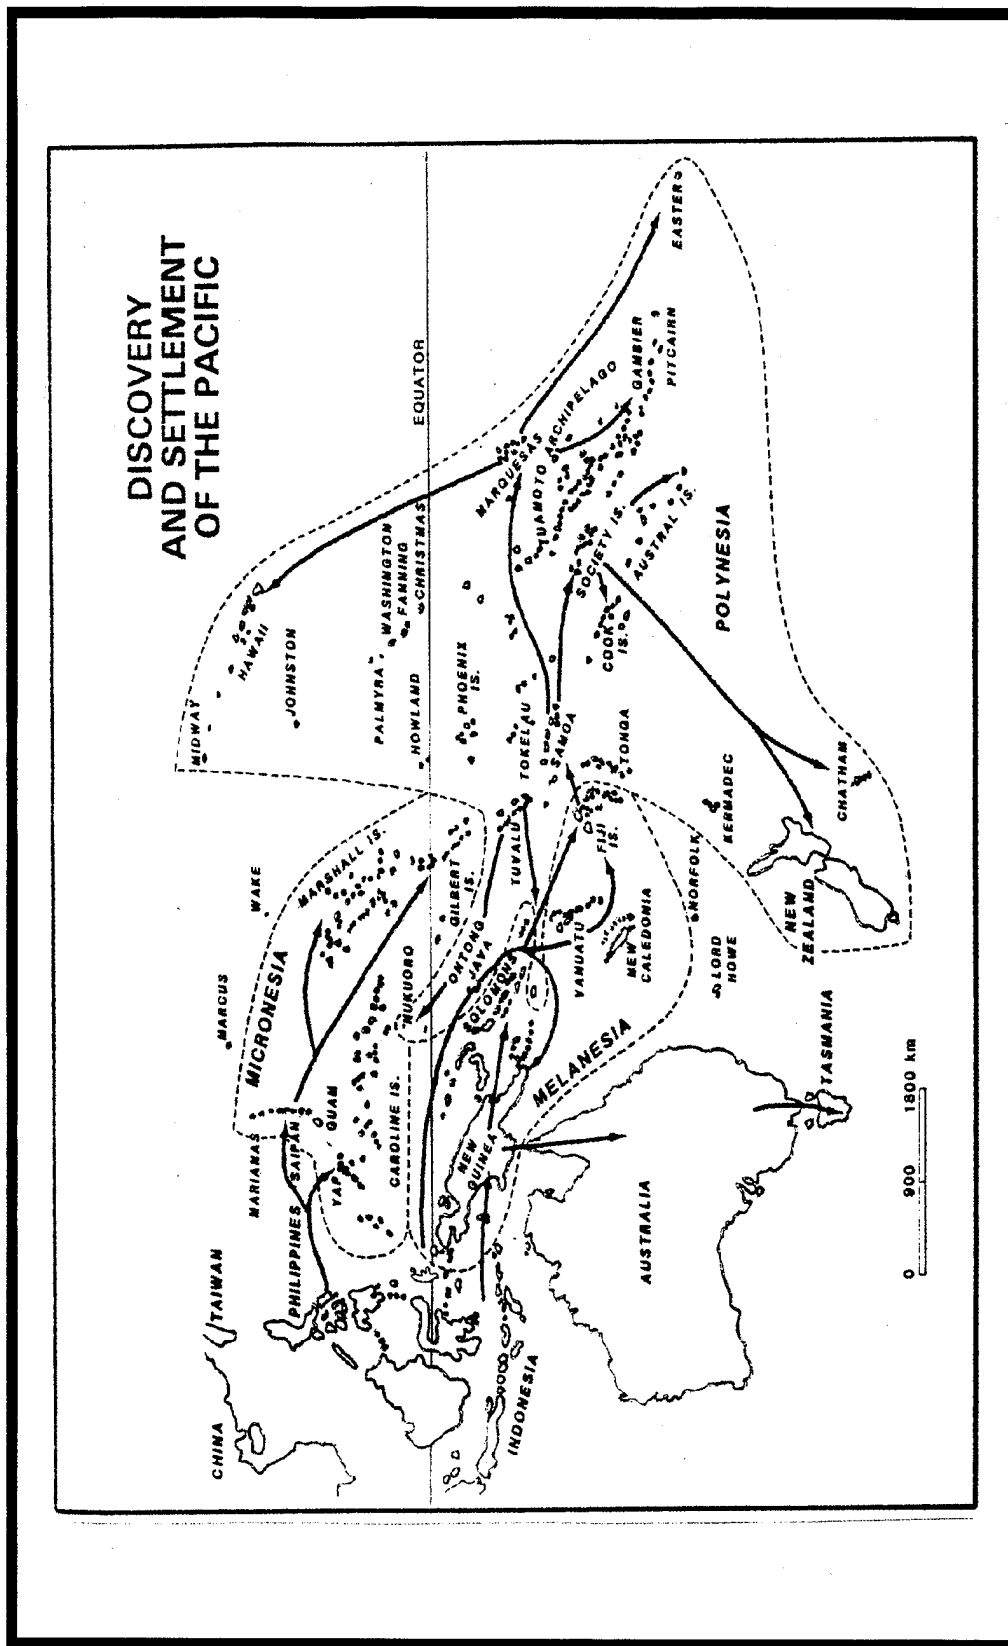 DISCOVERY
AND SETTLEMENT
OF THE PACIFIC
CHINA
TAIWAN
PHILIPPINES
MARIANAS
SAIPAN
QUAM
YAP
CAROLINE IS.
MARCUS
MICRONESIA
WAKE
MARSHALL IS.
NUKUORO
GILBERT
IS.
ONTONG
JAVA
SOLOMONS
TUVALU
MIDWAY
HAWAII
JOHNSTON
PALMYRA
WASHINGTON
FANNING
CHRISTMAS
HOWLAND
PHOENIX
IS.
EQUATOR
TOKELAU
SAMOA
MARQUESAS
TUAMOTO ARCHIPELAGO
SOCIETY IS.
COOK
IS.
AUSTRAL IS.
GAMBIER
PITCAIRN
EASTER
POLYNESIA
TONGA
FIJI
IS.
VANUATU
NEW
CALEDONIA
NORFOLK
KERMADEC
LORD
HOWE
NEW
ZEALAND
CHATHAM
MELANESIA
NEW
GUINEA
INDONESIA
AUSTRALIA
TASMANIA
0 900 1800 km